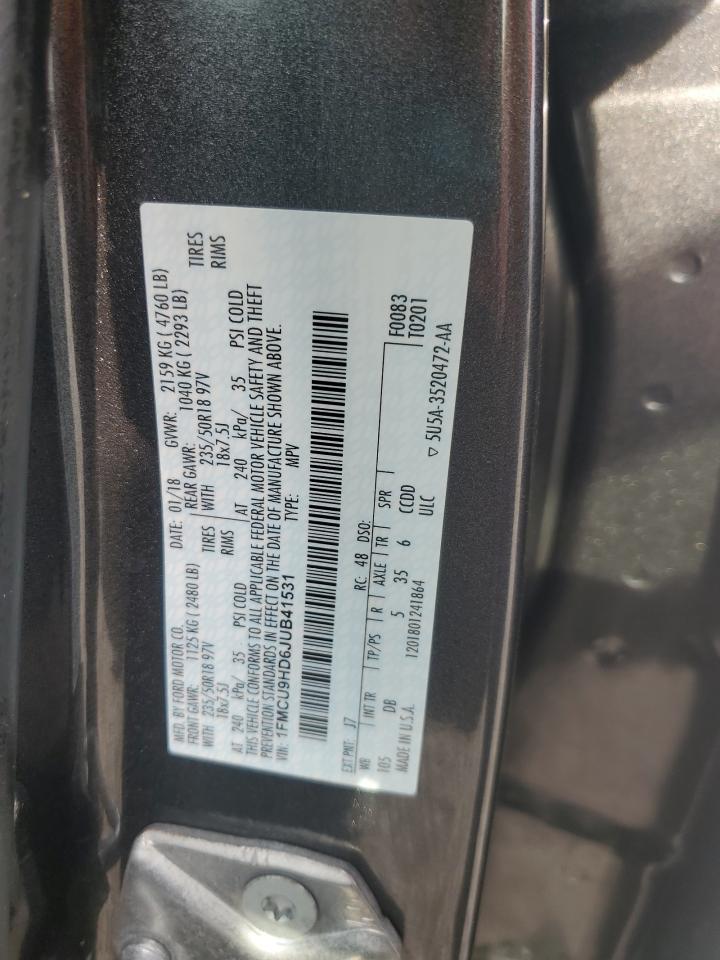 MFD. BY FORD MOTOR CO. DATE: 01/18 GVWR: 2159 KG ( 4760 LB)
FRONT GAWR: 1125 KG ( 2480 LB) REAR GAWR: 1040 KG ( 2293 LB)
WITH 235/50R18 97V TIRES WITH 235/50R18 97V TIRES
18x7.5J RIMS 18x7.5J RIMS
AT 240 kPa/ 35 PSI COLD AT 240 kPa/ 35 PSI COLD
THIS VEHICLE CONFORMS TO ALL APPLICABLE FEDERAL MOTOR VEHICLE SAFETY AND THEFT
PREVENTION STANDARDS IN EFFECT ON THE DATE OF MANUFACTURE SHOWN ABOVE.
VIN: 1FMCU9HD6JUB41531 TYPE: MPV
EXT PNT: J7 RC: 48 DSO: F0083
WB INT TR TP/PS R AXLE TR SPR T0201
105 DB 5 35 6 CCDD
MADE IN U.S.A. 1201801241864 ULC ▽ 5U5A-3520472-AA